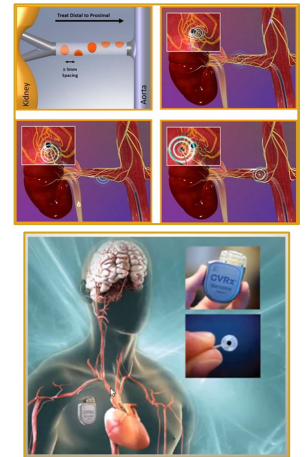 Treat Distal to Proximal
Kidney
≥ 5mm
Spacing
Aorta
CVRx